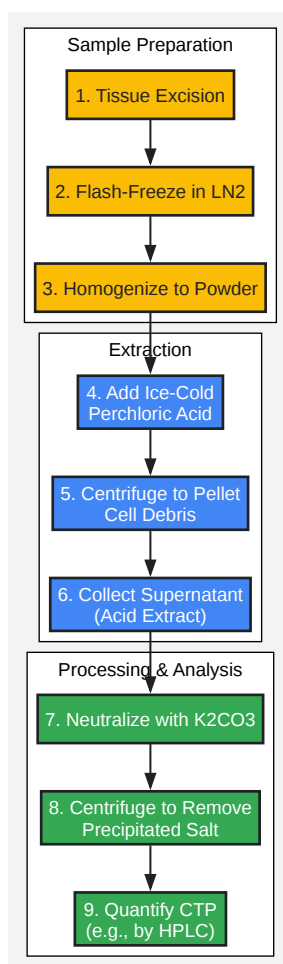 Sample Preparation
1. Tissue Excision
2. Flash-Freeze in LN2
3. Homogenize to Powder
Extraction
4. Add Ice-Cold
Perchloric Acid
5. Centrifuge to Pellet
Cell Debris
6. Collect Supernatant
(Acid Extract)
Processing & Analysis
7. Neutralize with K2CO3
8. Centrifuge to Remove
Precipitated Salt
9. Quantify CTP
(e.g., by HPLC)